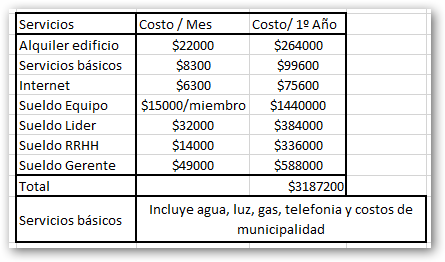 Servicios Costo / Mes Costo/ 1º Año
Alquiler edificio $22000 $264000
Servicios básicos $8300 $99600
Internet $6300 $75600
Sueldo Equipo $15000/miembro $1440000
Sueldo Lider $32000 $384000
Sueldo RRHH $14000 $336000
Sueldo Gerente $49000 $588000
Total $3187200
Servicios básicos Incluye agua, luz, gas, telefonia y costos de
municipalidad